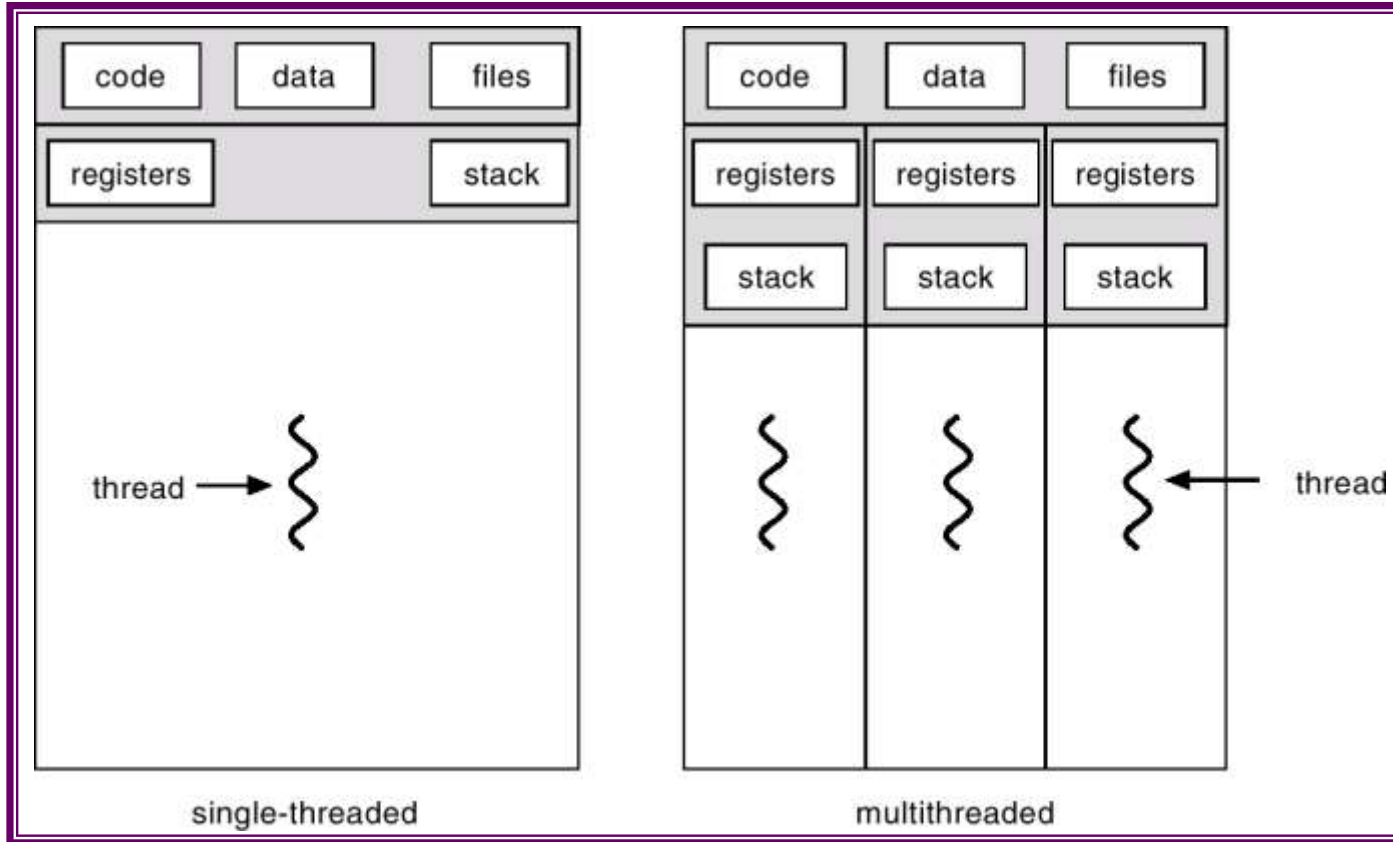 code data files
registers stack
thread
single-threaded
code data files
registers registers registers
stack stack stack
thread
multithreaded